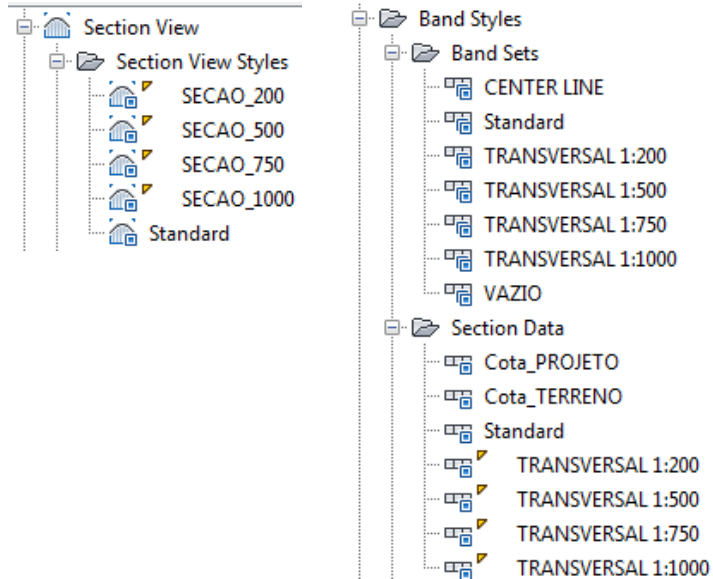 Section View
Section View Styles
SECAO_200
SECAO_500
SECAO_750
SECAO_1000
Standard
Band Styles
Band Sets
CENTER LINE
Standard
TRANSVERSAL 1:200
TRANSVERSAL 1:500
TRANSVERSAL 1:750
TRANSVERSAL 1:1000
VAZIO
Section Data
Cota_PROJETO
Cota_TERRENO
Standard
TRANSVERSAL 1:200
TRANSVERSAL 1:500
TRANSVERSAL 1:750
TRANSVERSAL 1:1000